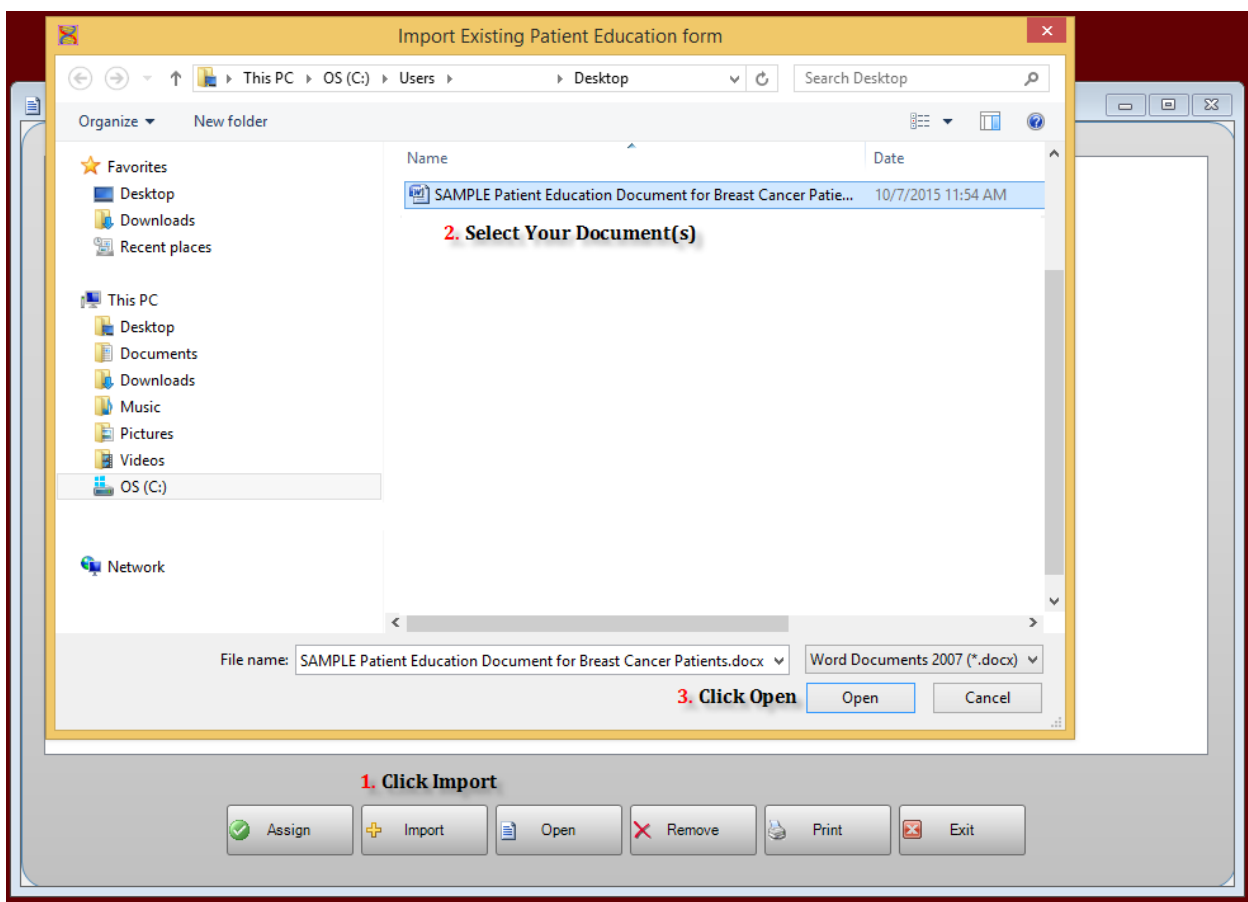 Import Existing Patient Education form
This PC OS (C:) Users Desktop
Search Desktop
Organize New folder
Favorites
Desktop
Downloads
Recent places
This PC
Desktop
Documents
Downloads
Music
Pictures
Videos
OS (C:)
Network
Name Date
SAMPLE Patient Education Document for Breast Cancer Patie... 10/7/2015 11:54 AM
2. Select Your Document(s)
File name: SAMPLE Patient Education Document for Breast Cancer Patients.docx Word Documents 2007 (*.docx)
3. Click Open Open Cancel
1. Click Import
Assign Import Open Remove Print Exit